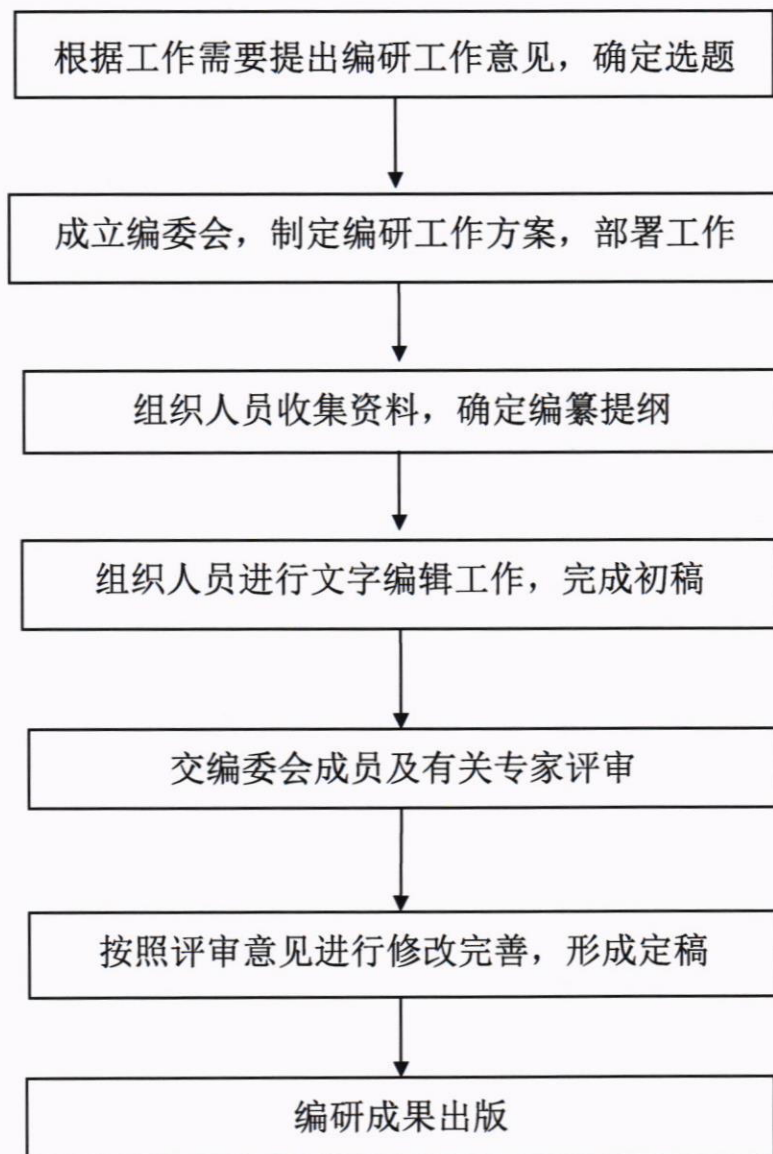 根据工作需要提出编研工作意见，确定选题
成立编委会，制定编研工作方案，部署工作
组织人员收集资料，确定编纂提纲
组织人员进行文字编辑工作，完成初稿
交编委会成员及有关专家评审
按照评审意见进行修改完善，形成定稿
编研成果出版